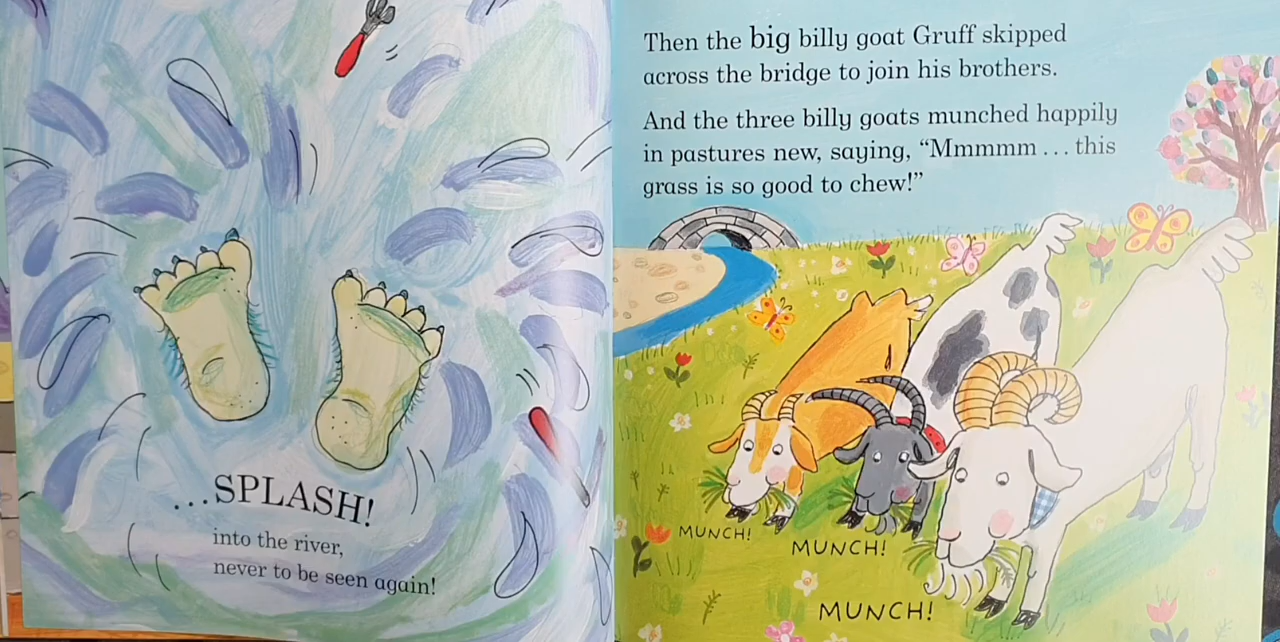 ...SPLASH!
into the river,
never to be seen again!
Then the big billy goat Gruff skipped
across the bridge to join his brothers.
And the three billy goats munched happily
in pastures new, saying, “Mmmmm...this
grass is so good to chew!”
MUNCH!
MUNCH!
MUNCH!